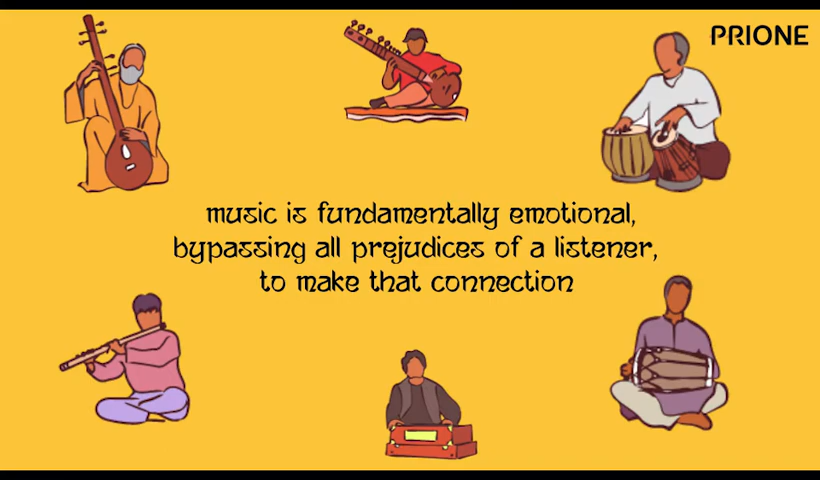 PRIONE
music is fundamentally emotional,
bypassing all prejudices of a listener,
to make that connection